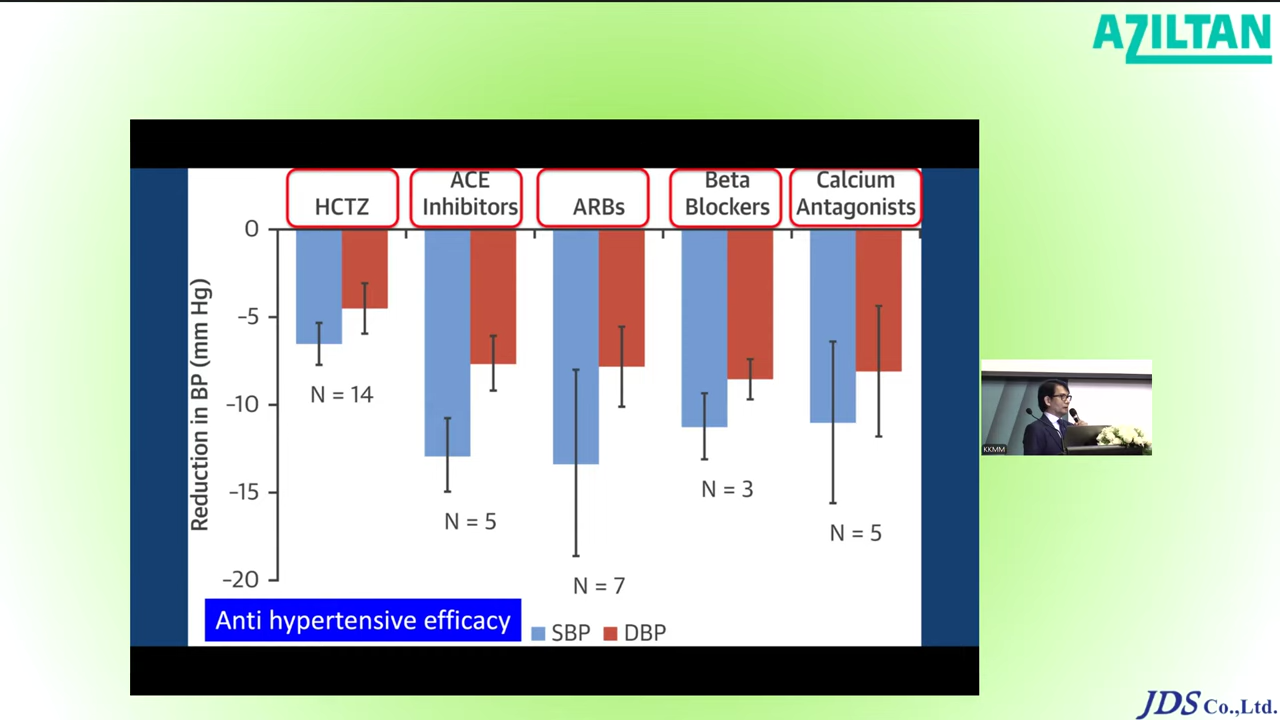 AZILTAN
HCTZ
ACE
Inhibitors
ARBs
Beta
Blockers
Calcium
Antagonists
Reduction in BP (mm Hg)
0
–5
–10
–15
–20
N = 14
N = 5
N = 7
N = 3
N = 5
Anti hypertensive efficacy
SBP
DBP
KKMM
JDS Co.,Ltd.